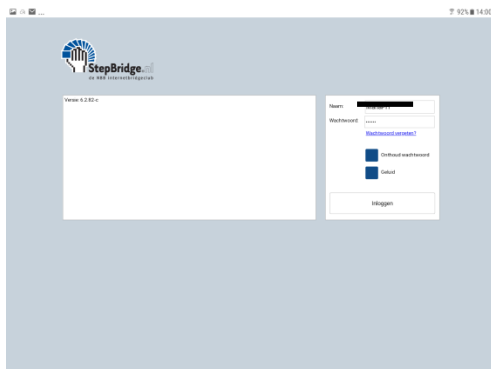 92% 14:00
StepBridge.nl
de NBB Internetbridgeclub
Versie: 6.2.82-c
Naam
Wachtwoord .....
Wachtwoord vergeten?
Onthoud wachtwoord
Geluid
Inloggen